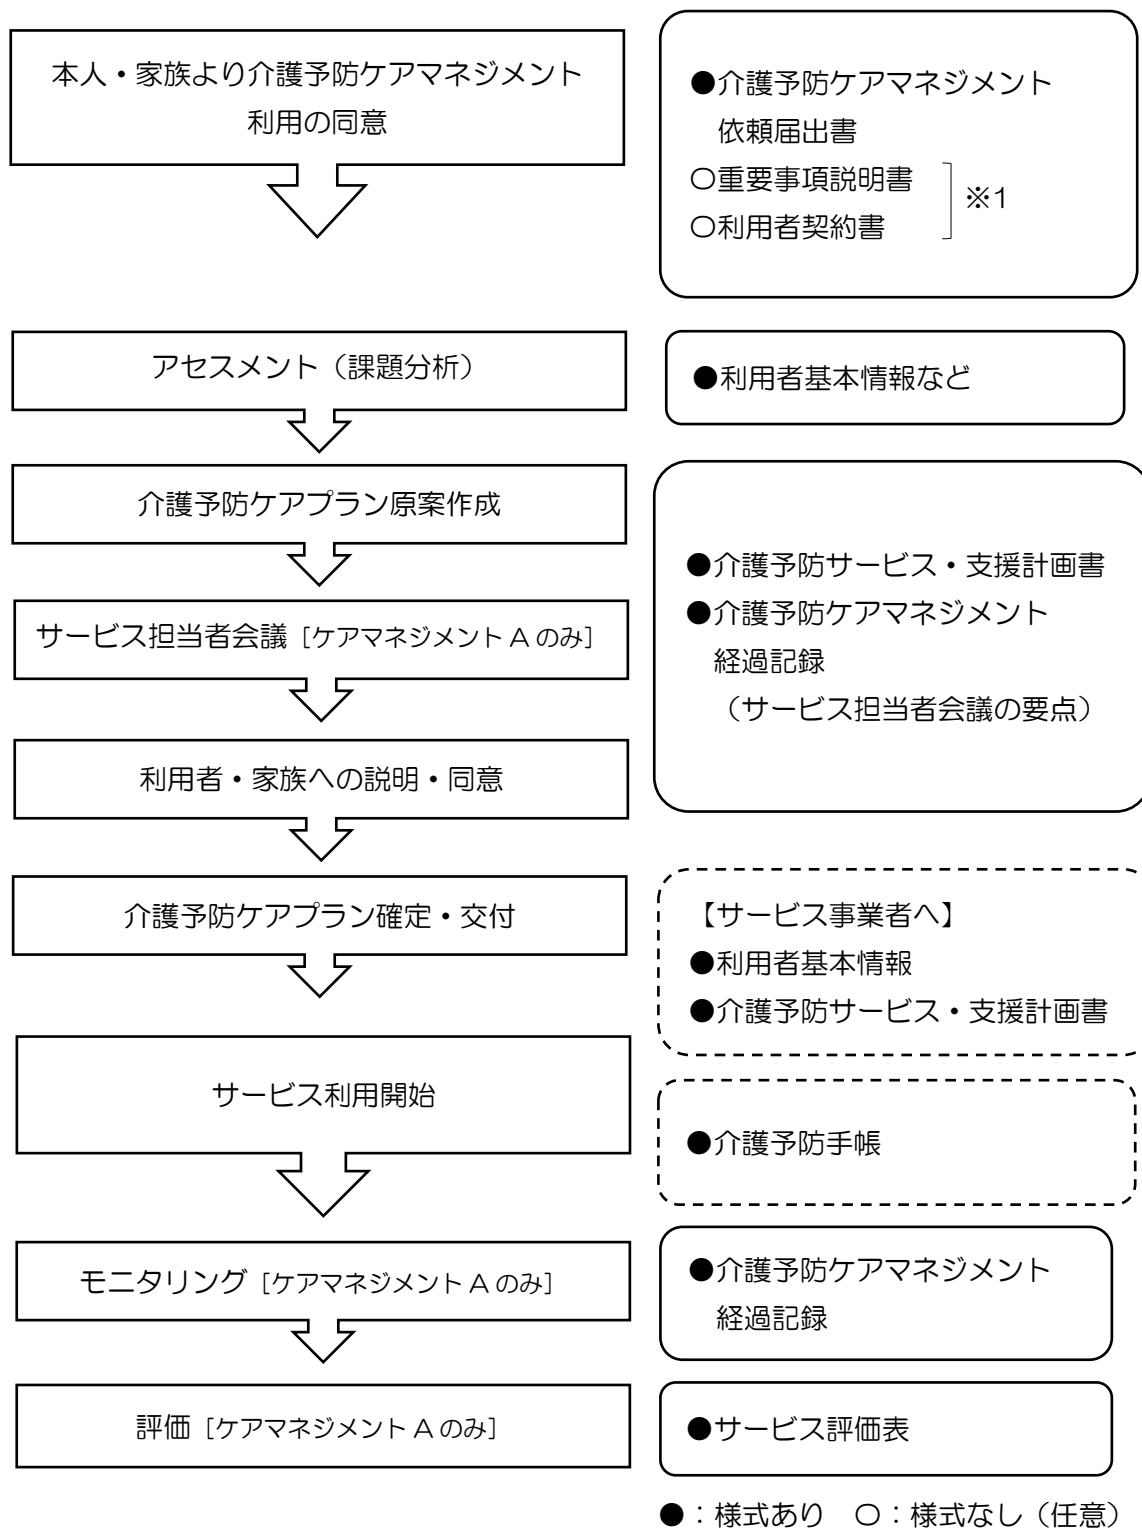 本人・家族より介護予防ケアマネジメント
利用の同意
●介護予防ケアマネジメント
依頼届出書
〇重要事項説明書
〇利用者契約書
※1
アセスメント（課題分析）
●利用者基本情報など
介護予防ケアプラン原案作成
サービス担当者会議［ケアマネジメント A のみ］
利用者・家族への説明・同意
●介護予防サービス・支援計画書
●介護予防ケアマネジメント
経過記録
（サービス担当者会議の要点）
介護予防ケアプラン確定・交付
【サービス事業者へ】
●利用者基本情報
●介護予防サービス・支援計画書
サービス利用開始
●介護予防手帳
モニタリング［ケアマネジメント A のみ］
●介護予防ケアマネジメント
経過記録
評価［ケアマネジメント A のみ］
●サービス評価表
●：様式あり　〇：様式なし（任意）